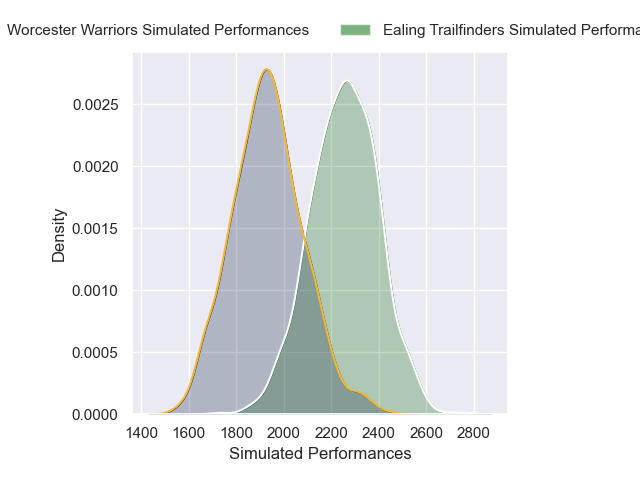 Worcester Warriors Simulated Performances
Ealing Trailfinders Simulated Performa
0.0025
0.0020
0.0015
0.0010
0.0005
0.0000
Density
1400 1600 1800 2000 2200 2400 2600 2800
Simulated Performances